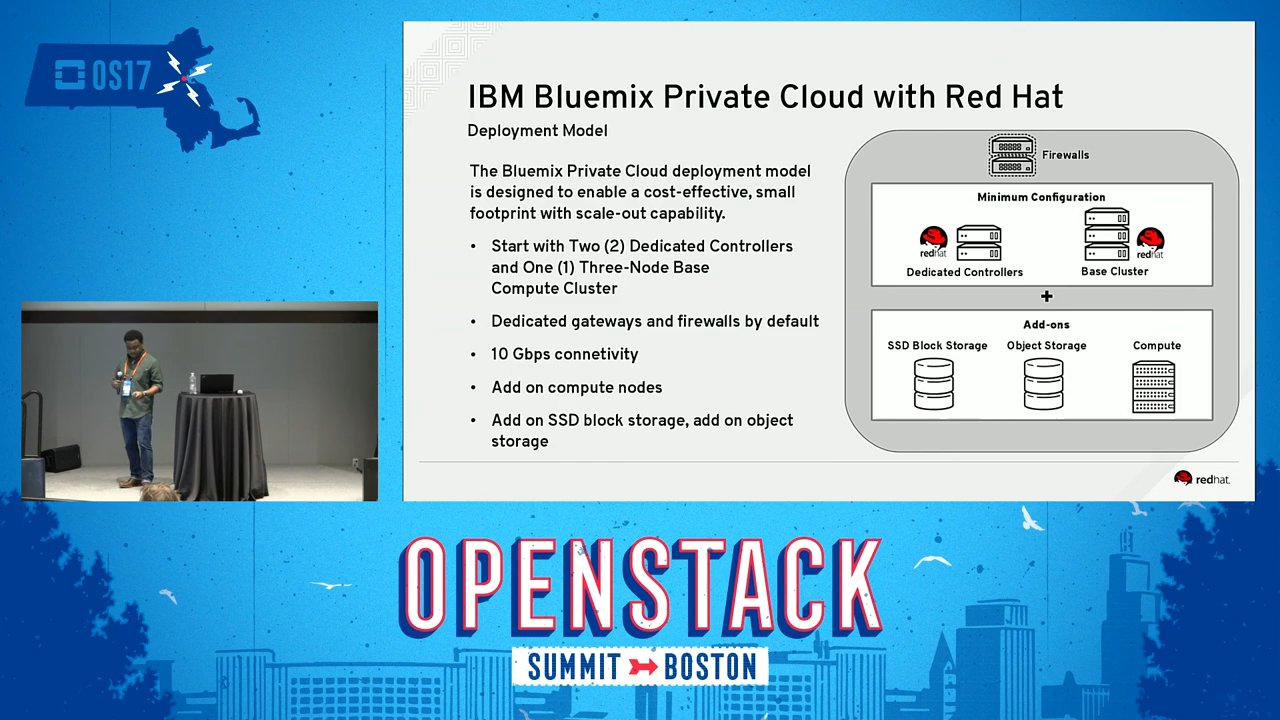 OS17
IBM Bluemix Private Cloud with Red Hat
Deployment Model
The Bluemix Private Cloud deployment model
is designed to enable a cost-effective, small
footprint with scale-out capability.
• Start with Two (2) Dedicated Controllers
and One (1) Three-Node Base
Compute Cluster
• Dedicated gateways and firewalls by default
• 10 Gbps connetivity
• Add on compute nodes
• Add on SSD block storage, add on object
storage
Firewalls
Minimum Configuration
redhat
redhat
Dedicated Controllers
Base Cluster
+
Add-ons
SSD Block Storage
Object Storage
Compute
redhat.
OPENSTACK
SUMMIT BOSTON